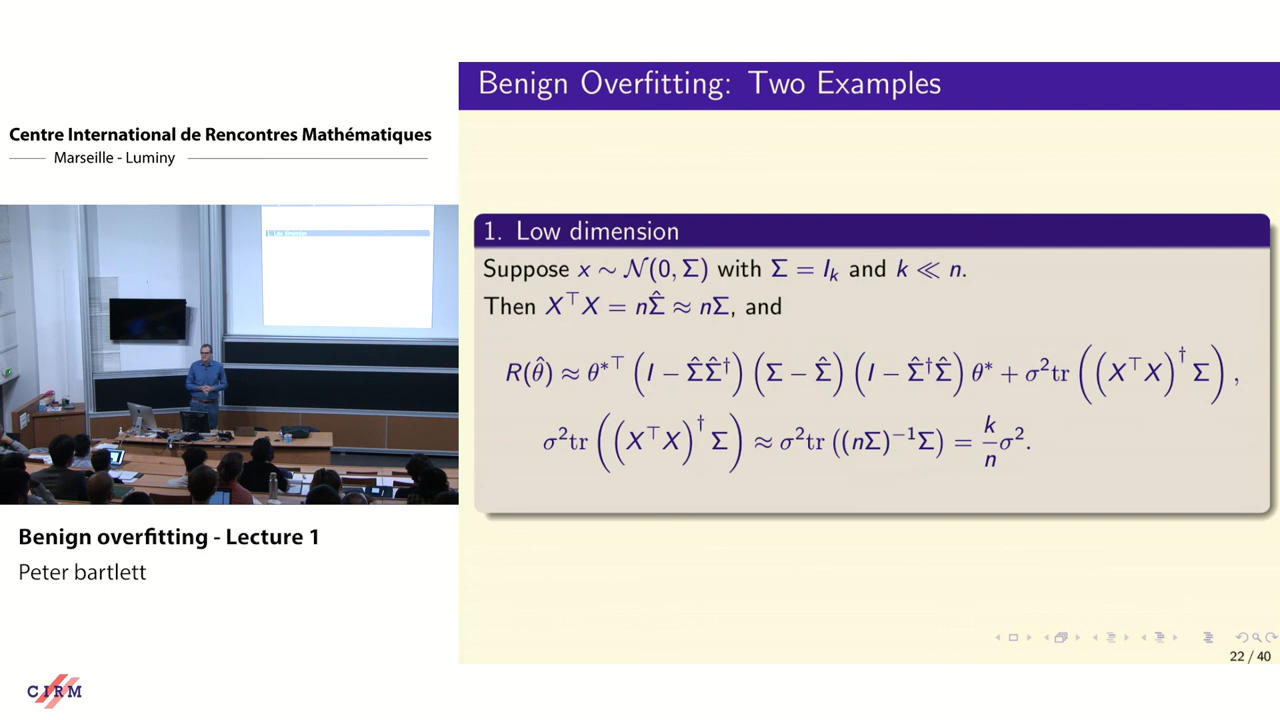 Centre International de Rencontres Mathématiques
Marseille - Luminy
Benign overfitting - Lecture 1
Peter bartlett
CIRM
Benign Overfitting: Two Examples
1. Low dimension
Suppose x ∼ 𝒩(0, Σ) with Σ = I_k and k ≪ n.
Then X^⊤X = nΣ̂ ≈ nΣ, and
R(θ̂) ≈ θ*^⊤ (I − Σ̂Σ̂^†) (Σ − Σ̂) (I − Σ̂^†Σ̂) θ* + σ²tr ((X^⊤X)^† Σ),
σ²tr ((X^⊤X)^† Σ) ≈ σ²tr ((nΣ)^{−1}Σ) = k/n σ².
22 / 40